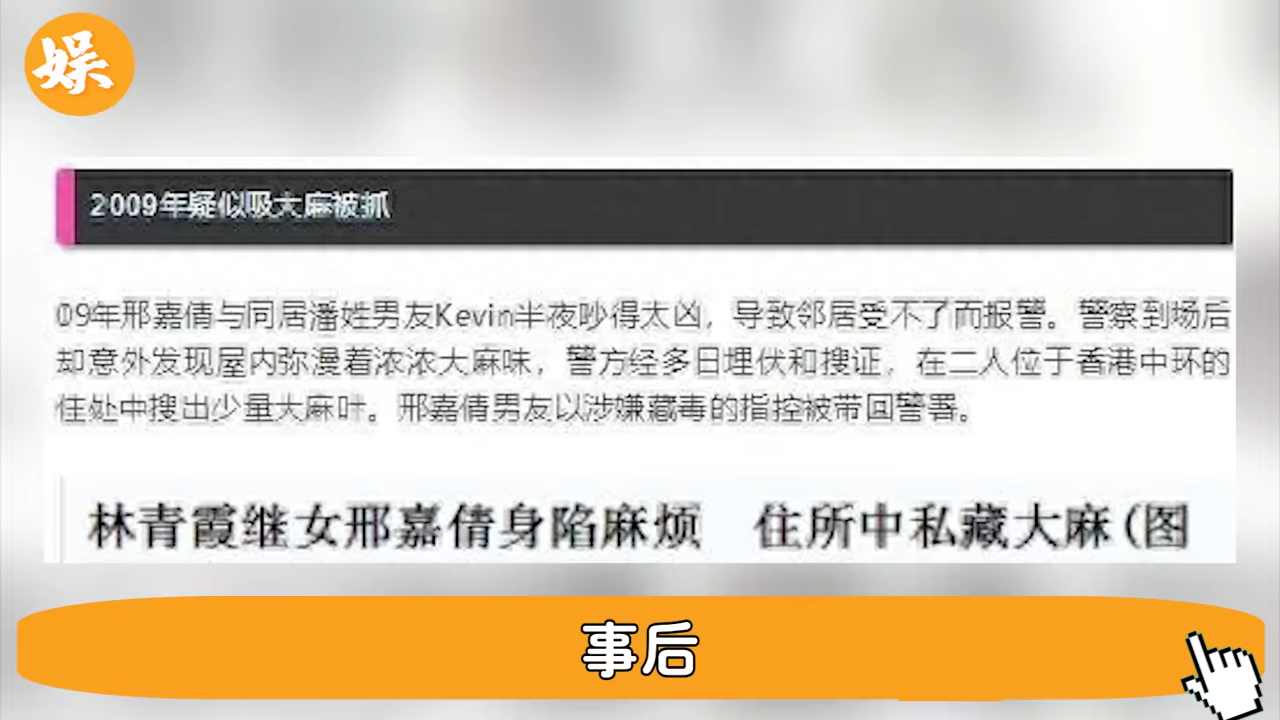 娱
2009年疑似吸大麻被抓
09年邢嘉倩与同居潘姓男友Kevin半夜吵得太凶，导致邻居受不了而报警。警察到场后
却意外发现屋内弥漫着浓浓大麻味，警方经多日埋伏和搜证，在二人位于香港中环的
住处中搜出少量大麻叶。邢嘉倩男友以涉嫌藏毒的指控被带回警署。
林青霞继女邢嘉倩身陷麻烦 住所中私藏大麻(图
事后